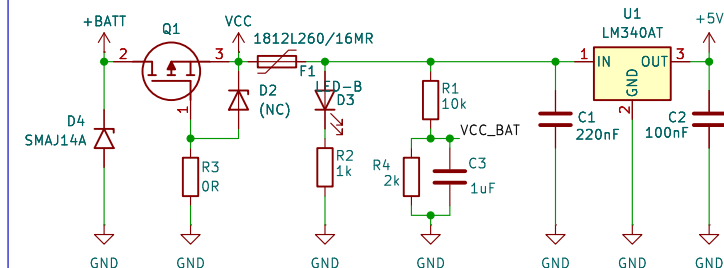 +BATT
Q1
VCC
1812L260/16MR
U1
LM340AT
+5V
2
3
F1
1
IN
OUT
3
GND
2
D2
(NC)
LED-B
D3
R1
10k
1
D4
SMAJ14A
C1
220nF
C2
100nF
VCC_BAT
R3
0R
R2
1k
R4
2k
C3
1uF
GND
GND
GND
GND
GND
GND
GND